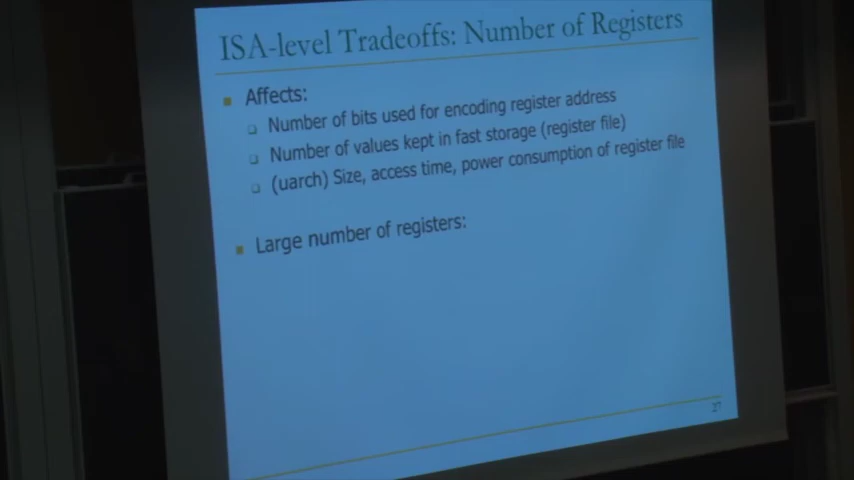 ISA-level Tradeoffs: Number of Registers
Affects:
Number of bits used for encoding register address
Number of values kept in fast storage (register file)
(uarch) Size, access time, power consumption of register file
Large number of registers:
27